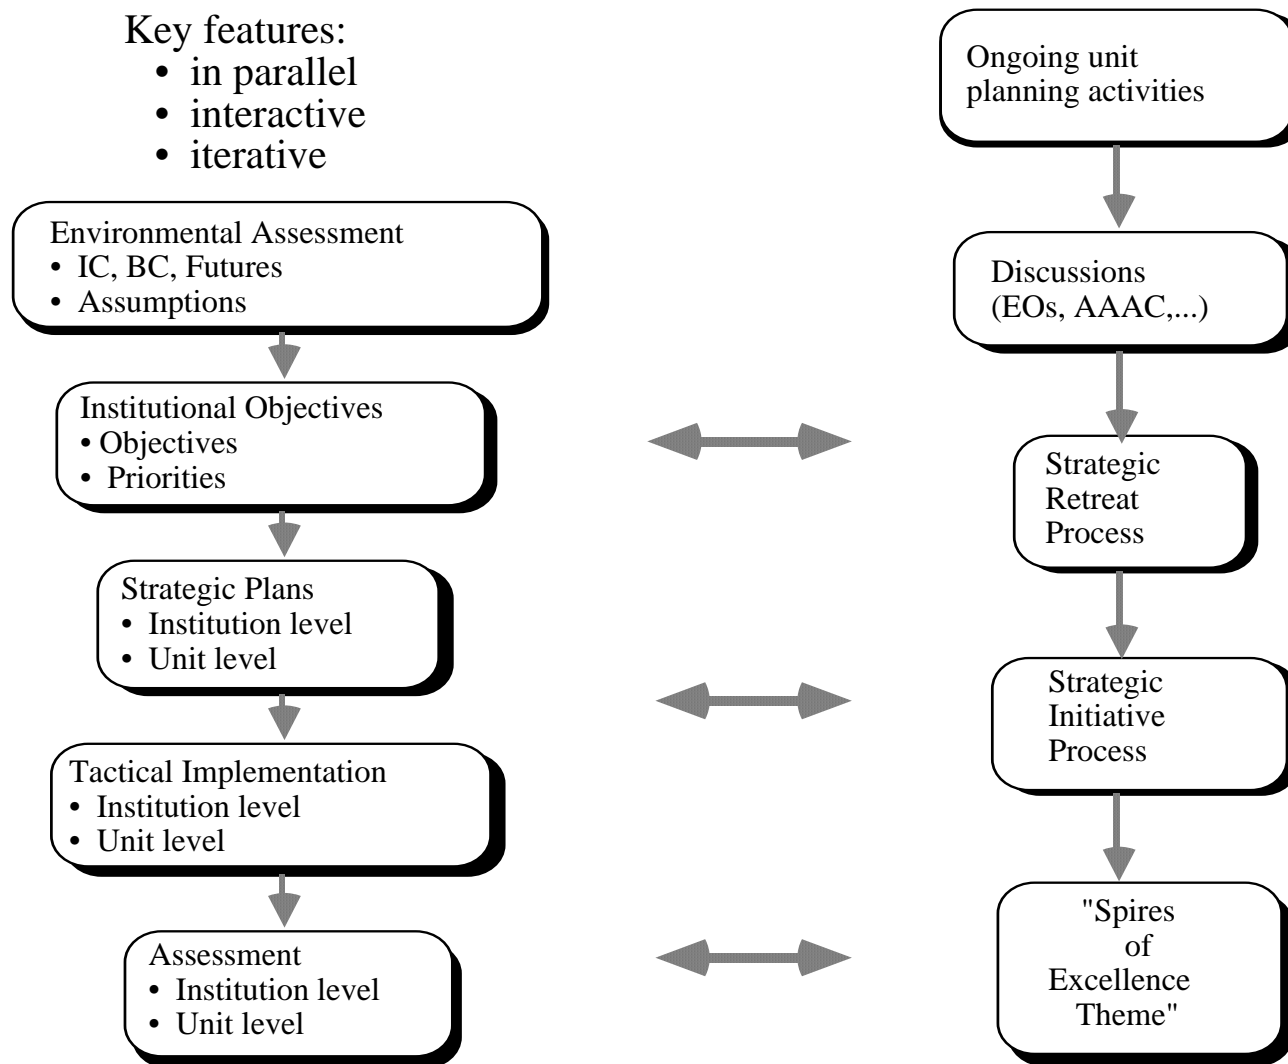 Key features:
• in parallel
• interactive
• iterative
Environmental Assessment
• IC, BC, Futures
• Assumptions
Institutional Objectives
• Objectives
• Priorities
Strategic Plans
• Institution level
• Unit level
Tactical Implementation
• Institution level
• Unit level
Assessment
• Institution level
• Unit level
Ongoing unit
planning activities
Discussions
(EOs, AAAC,...)
Strategic
Retreat
Process
Strategic
Initiative
Process
"Spires
of
Excellence
Theme"